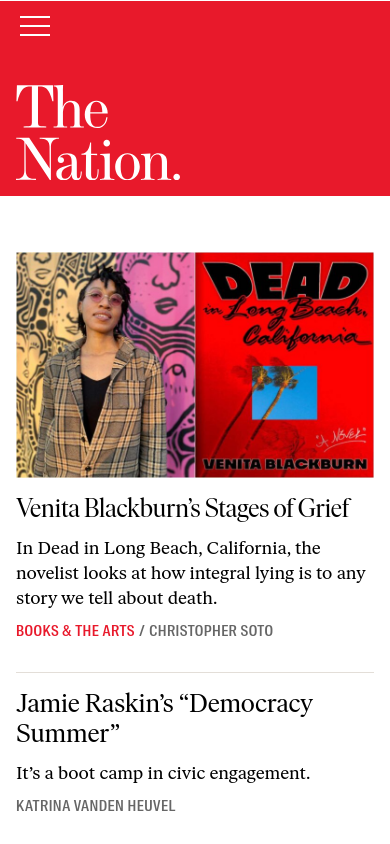 The
Nation.
DEAD
in Long Beach,
California
"A NOVEL"
VENITA BLACKBURN
Venita Blackburn’s Stages of Grief
In Dead in Long Beach, California, the
novelist looks at how integral lying is to any
story we tell about death.
BOOKS & THE ARTS / CHRISTOPHER SOTO
Jamie Raskin’s “Democracy
Summer”
It’s a boot camp in civic engagement.
KATRINA VANDEN HEUVEL